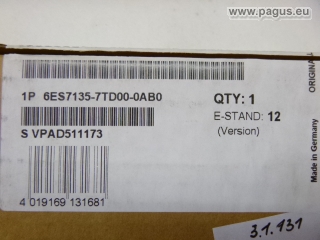 www.pagus.eu
1P 6ES7135-7TD00-0AB0
QTY: 1
E-STAND: 12
(Version)
S VPAD511173
4 019169 131681
ORIGINAL
Made in Germany
3.1.131